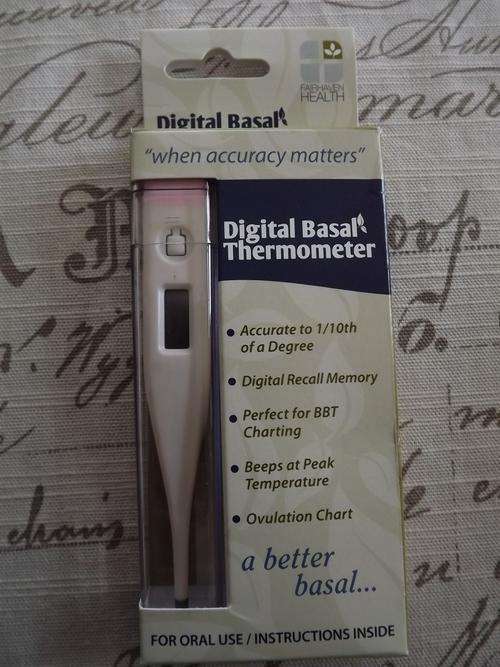 FAIRHAVEN
HEALTH
Digital Basal
"when accuracy matters"
Digital Basal
Thermometer
Accurate to 1/10th
of a Degree
Digital Recall Memory
Perfect for BBT
Charting
Beeps at Peak
Temperature
Ovulation Chart
a better
basal...
FOR ORAL USE / INSTRUCTIONS INSIDE